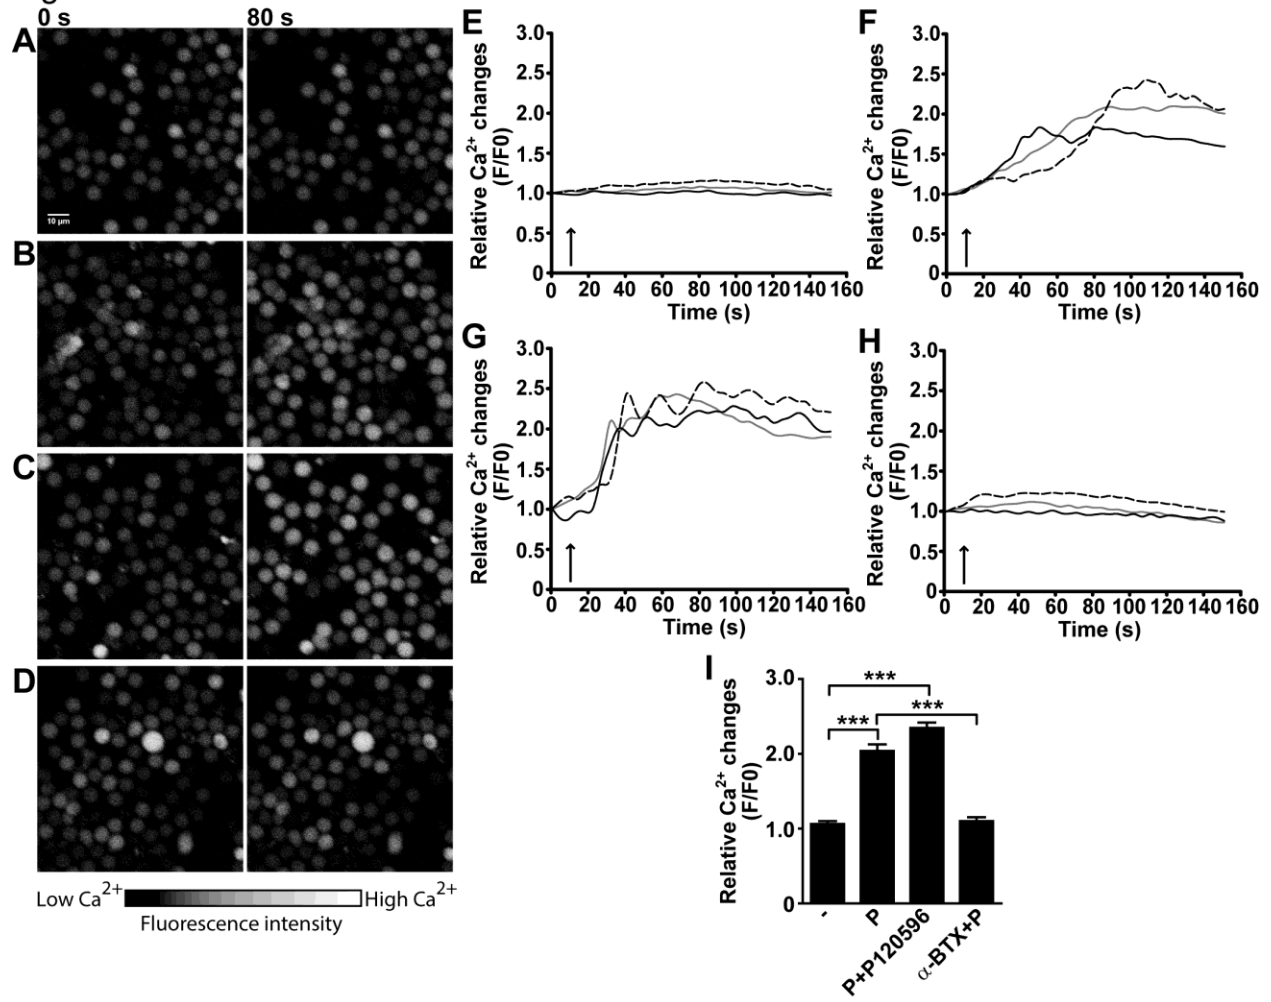 0 s 80 s
A
10 µm
B
C
D
Low Ca2+ High Ca2+
Fluorescence intensity
E
Relative Ca2+ changes
(F/F0)
3.0
2.5
2.0
1.5
1.0
0.5
0
0 20 40 60 80 100 120 140 160
Time (s)
F
Relative Ca2+ changes
(F/F0)
3.0
2.5
2.0
1.5
1.0
0.5
0
0 20 40 60 80 100 120 140 160
Time (s)
G
Relative Ca2+ changes
(F/F0)
3.0
2.5
2.0
1.5
1.0
0.5
0
0 20 40 60 80 100 120 140 160
Time (s)
H
Relative Ca2+ changes
(F/F0)
3.0
2.5
2.0
1.5
1.0
0.5
0
0 20 40 60 80 100 120 140 160
Time (s)
I
Relative Ca2+ changes
(F/F0)
3.0
2.0
1.0
0
***
***
***
-
P
P+P120596
α-BTX+P